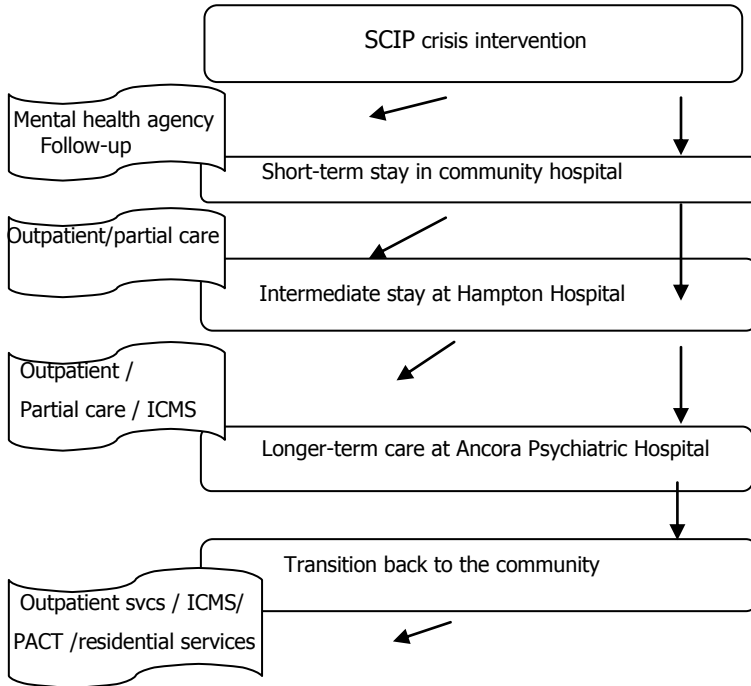 SCIP crisis intervention
Mental health agency
Follow-up
Short-term stay in community hospital
Outpatient/partial care
Intermediate stay at Hampton Hospital
Outpatient /
Partial care / ICMS
Longer-term care at Ancora Psychiatric Hospital
Transition back to the community
Outpatient svcs / ICMS/
PACT /residential services